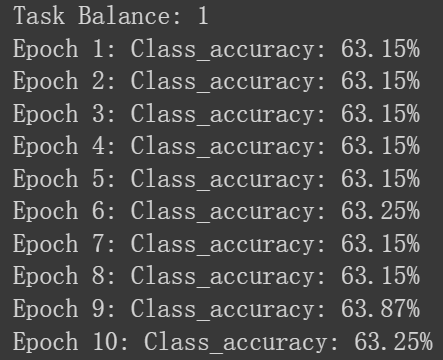 Task Balance: 1
Epoch 1: Class_accuracy: 63.15%
Epoch 2: Class_accuracy: 63.15%
Epoch 3: Class_accuracy: 63.15%
Epoch 4: Class_accuracy: 63.15%
Epoch 5: Class_accuracy: 63.15%
Epoch 6: Class_accuracy: 63.25%
Epoch 7: Class_accuracy: 63.15%
Epoch 8: Class_accuracy: 63.15%
Epoch 9: Class_accuracy: 63.87%
Epoch 10: Class_accuracy: 63.25%